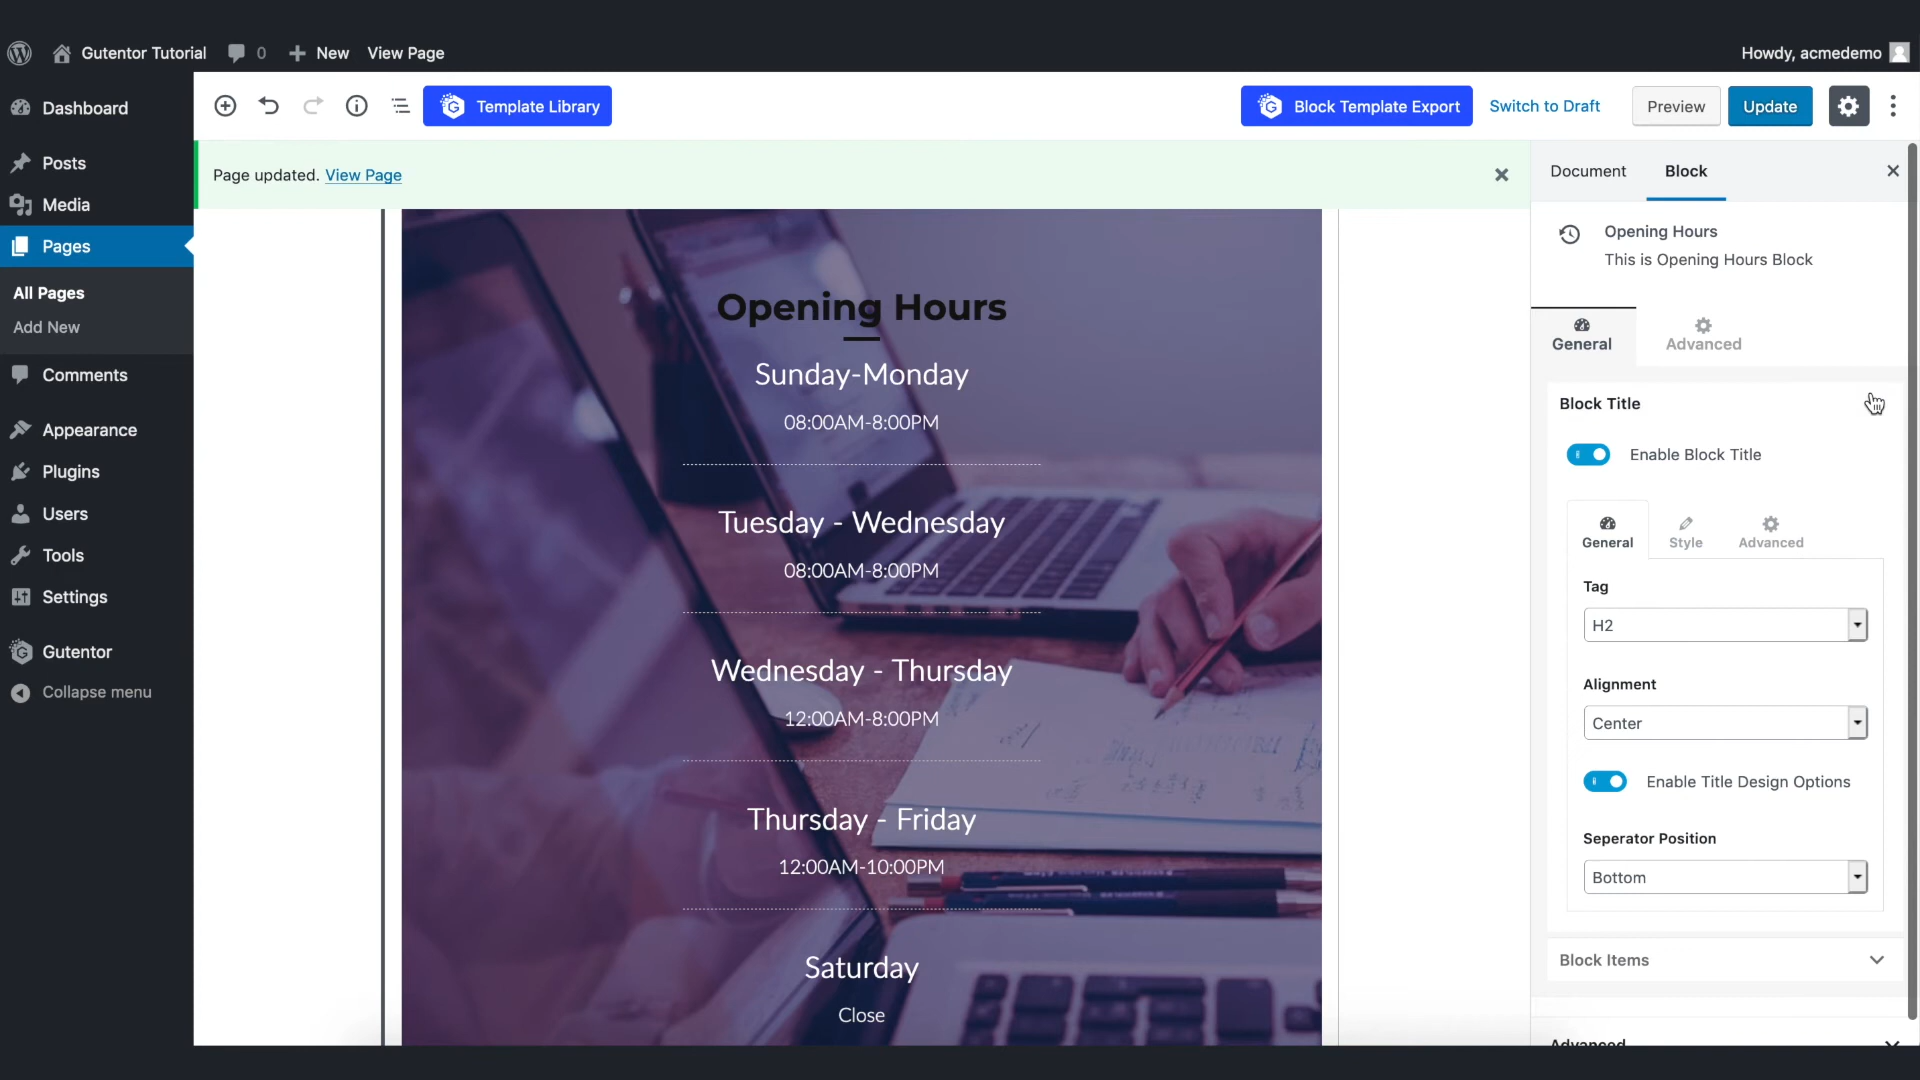 Gutentor Tutorial 0 New View Page Howdy, acmedemo
Dashboard
Posts
Media
Pages
All Pages
Add New
Comments
Appearance
Plugins
Users
Tools
Settings
Gutentor
Collapse menu
Template Library Block Template Export Switch to Draft Preview Update
Page updated. View Page
Opening Hours
Sunday-Monday
08:00AM-8:00PM
Tuesday - Wednesday
08:00AM-8:00PM
Wednesday - Thursday
12:00AM-8:00PM
Thursday - Friday
12:00AM-10:00PM
Saturday
Close
Document Block
Opening Hours
This is Opening Hours Block
General Advanced
Block Title
Enable Block Title
General Style Advanced
Tag
H2
Alignment
Center
Enable Title Design Options
Seperator Position
Bottom
Block Items
Advanced